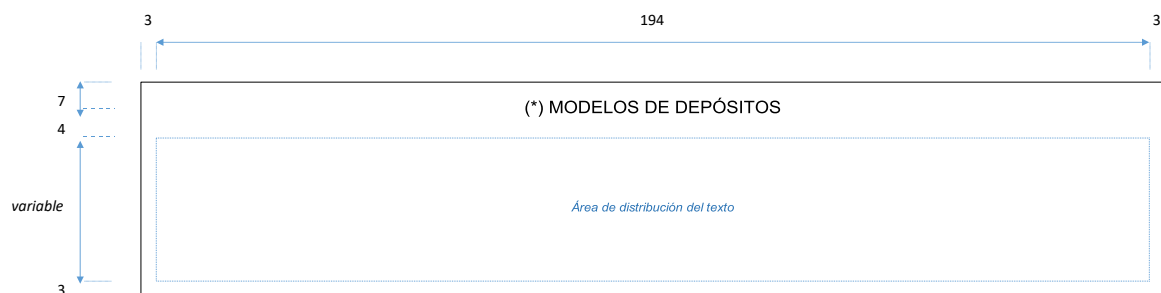 3 194 3
7
(*) MODELOS DE DEPÓSITOS
4
variable
Área de distribución del texto
3